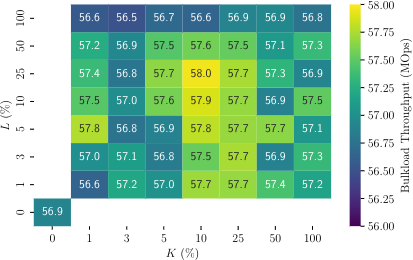 100 56.6 56.5 56.7 56.6 56.9 56.9 56.8
50 57.2 56.9 57.5 57.6 57.5 57.1 57.3
25 57.4 56.8 57.7 58.0 57.7 57.3 56.9
10 57.5 57.0 57.6 57.9 57.7 56.9 57.5
5 57.8 56.8 56.9 57.8 57.7 57.7 57.1
3 57.0 57.1 56.8 57.5 57.7 56.9 57.3
1 56.6 57.2 57.0 57.7 57.7 57.4 57.2
0 56.9
L (%)
0 1 3 5 10 25 50 100
K (%)
58.00
57.75
57.50
57.25
57.00
56.75
56.50
56.25
56.00
Bulkload Throughput (MOps)